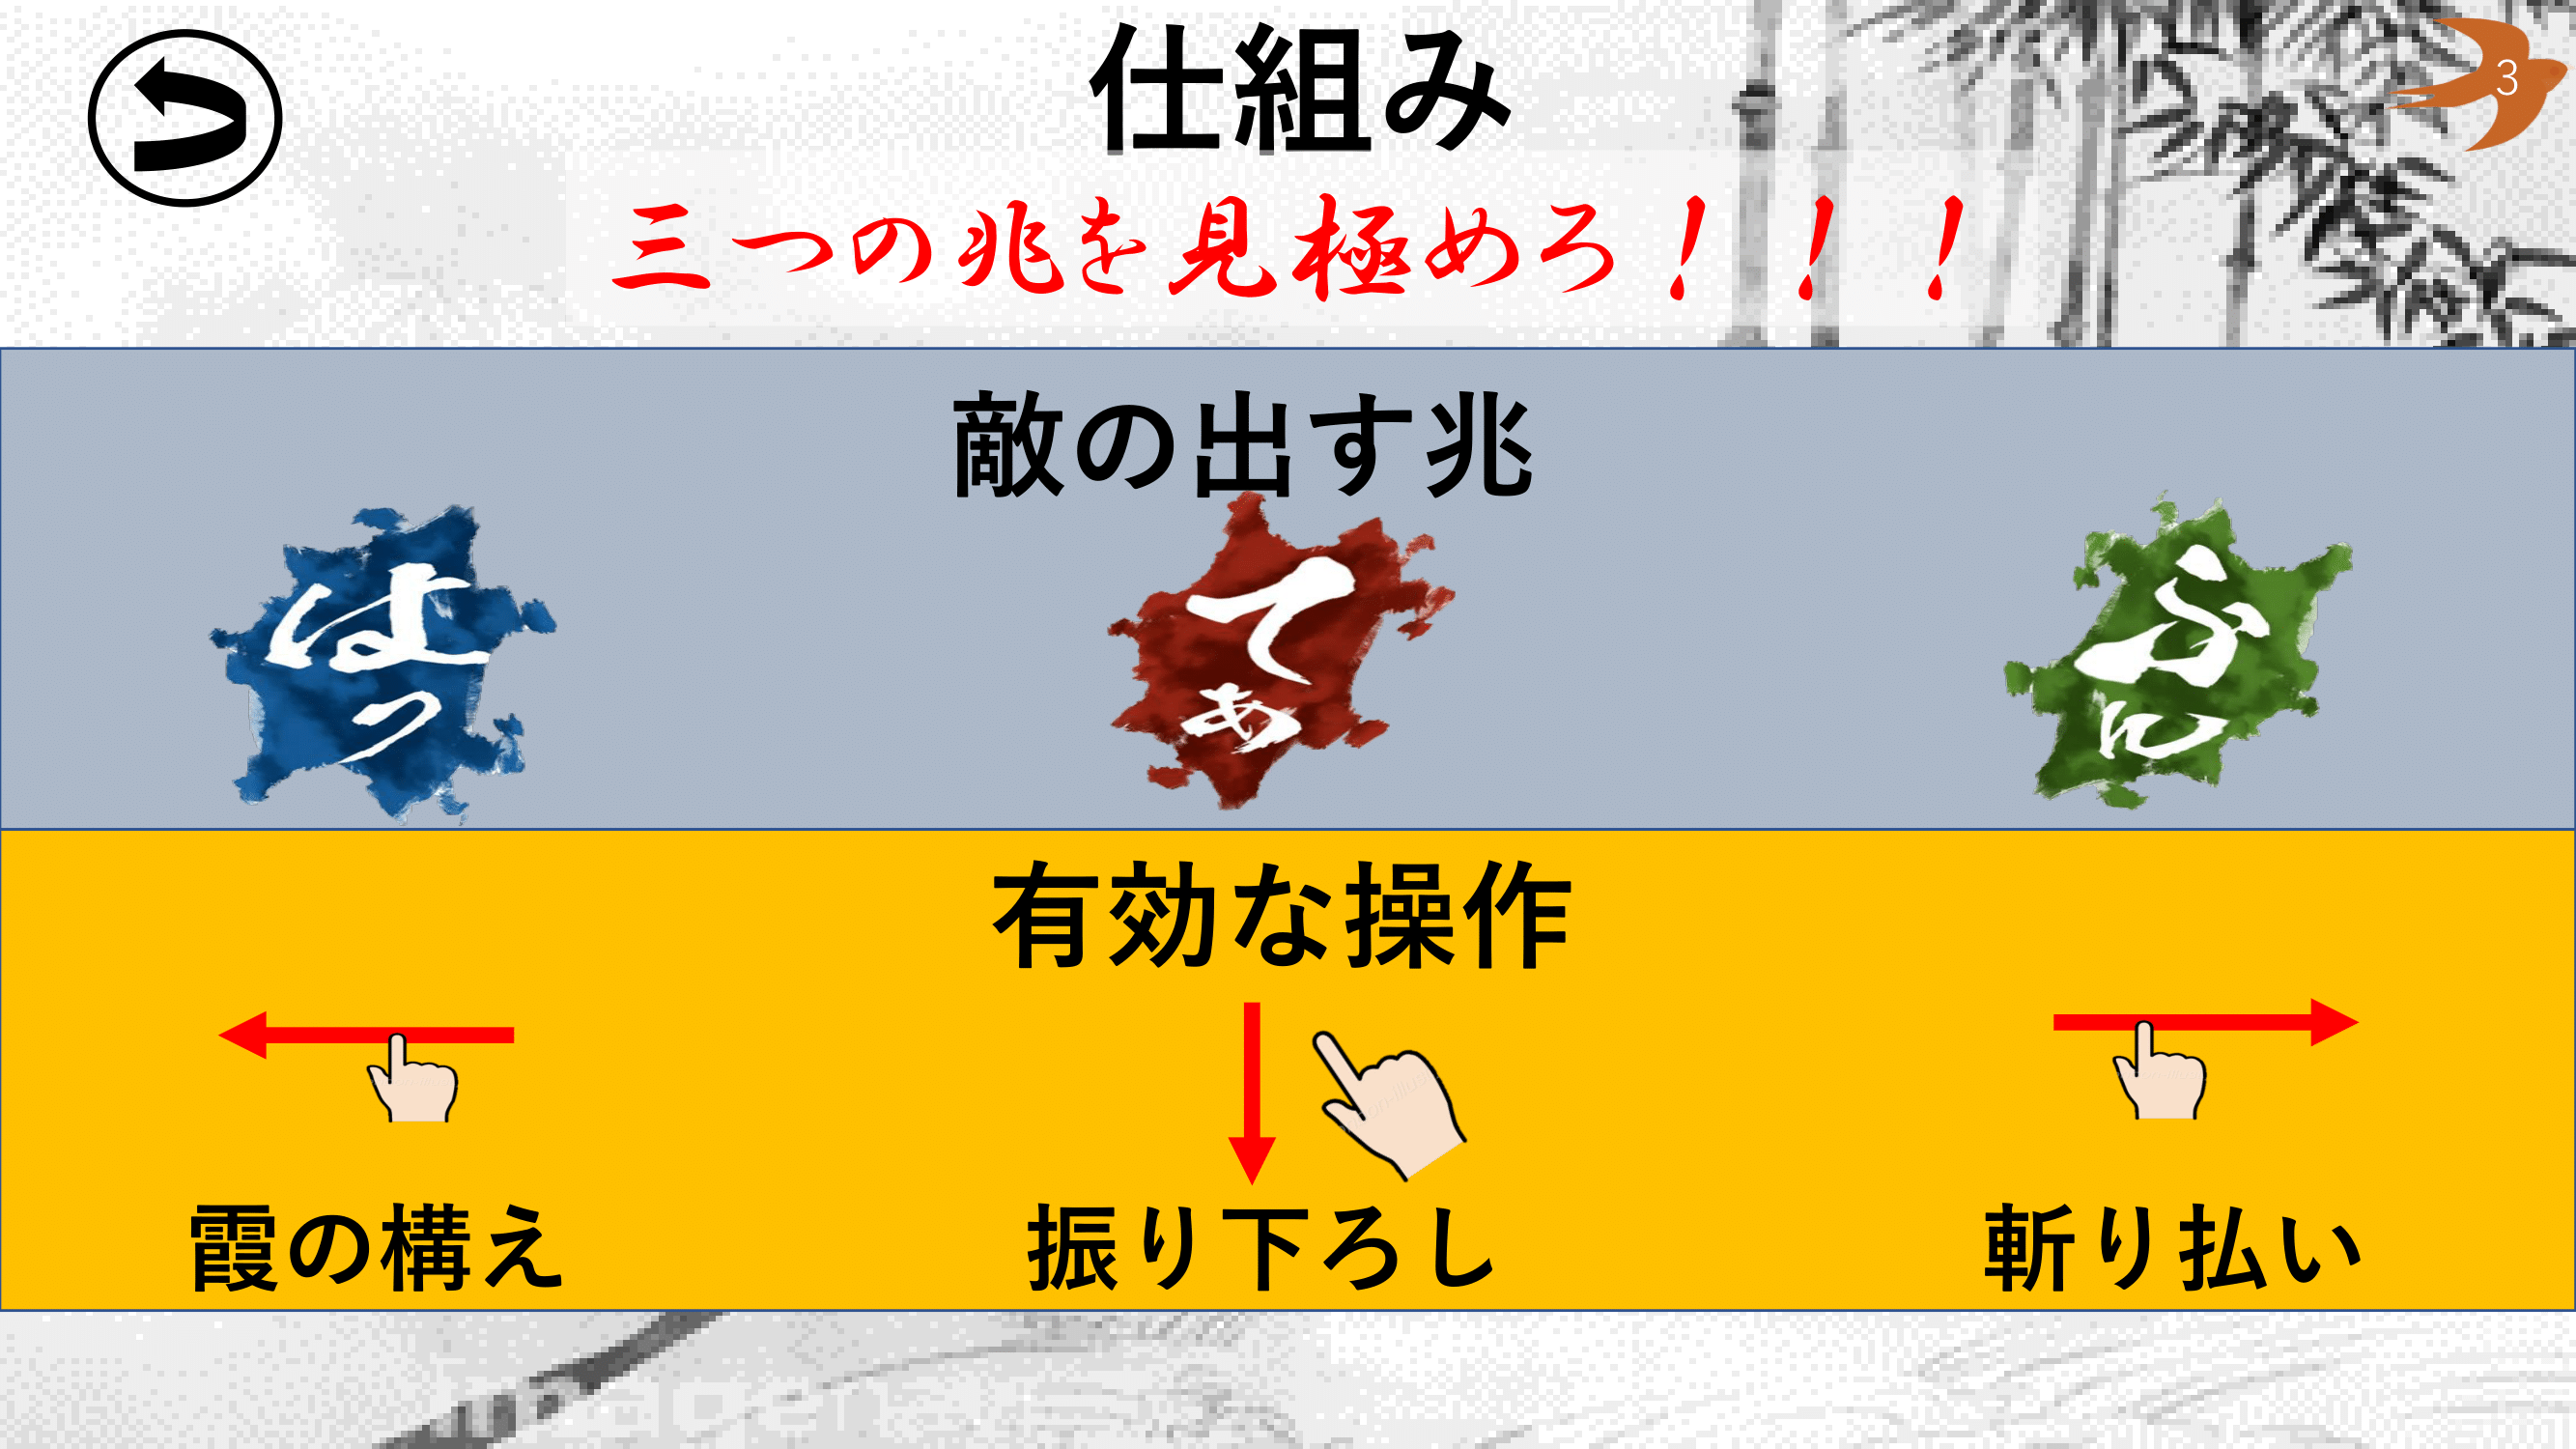 仕組み
3
三つの兆を見極めろ！！！
敵の出す兆
はっ
てぁ
ふん
有効な操作
霞の構え
振り下ろし
斬り払い